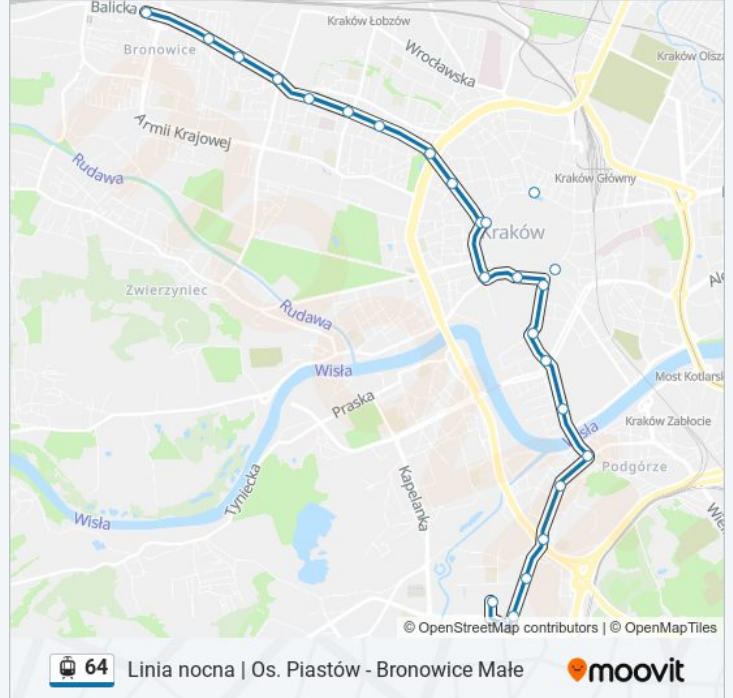 Balicka
Kraków Łobzów
Bronowice
Wrocławska
Kraków Olsza
Armii Krajowej
Rudawa
Kraków Główny
Kraków
Zwierzyniec
Rudawa
Wisła
Most Kotlarski
Praska
Kraków Zabłocie
Wisła
Podgórze
Kapelanka
Tyniecka
Wisła
© OpenStreetMap contributors | © OpenMapTiles
64 Linia nocna | Os. Piastów - Bronowice Małe moovit